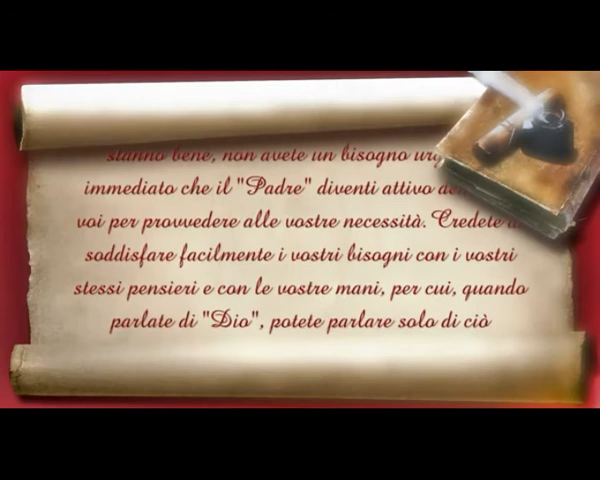 stanno bene, non avete un bisogno
immediato che il "Padre" diventi attivo
voi per provvedere alle vostre necessità. Credete
soddisfare facilmente i vostri bisogni con i vostri
stessi pensieri e con le vostre mani, per cui, quando
parlate di "Dio", potete parlare solo di ciò